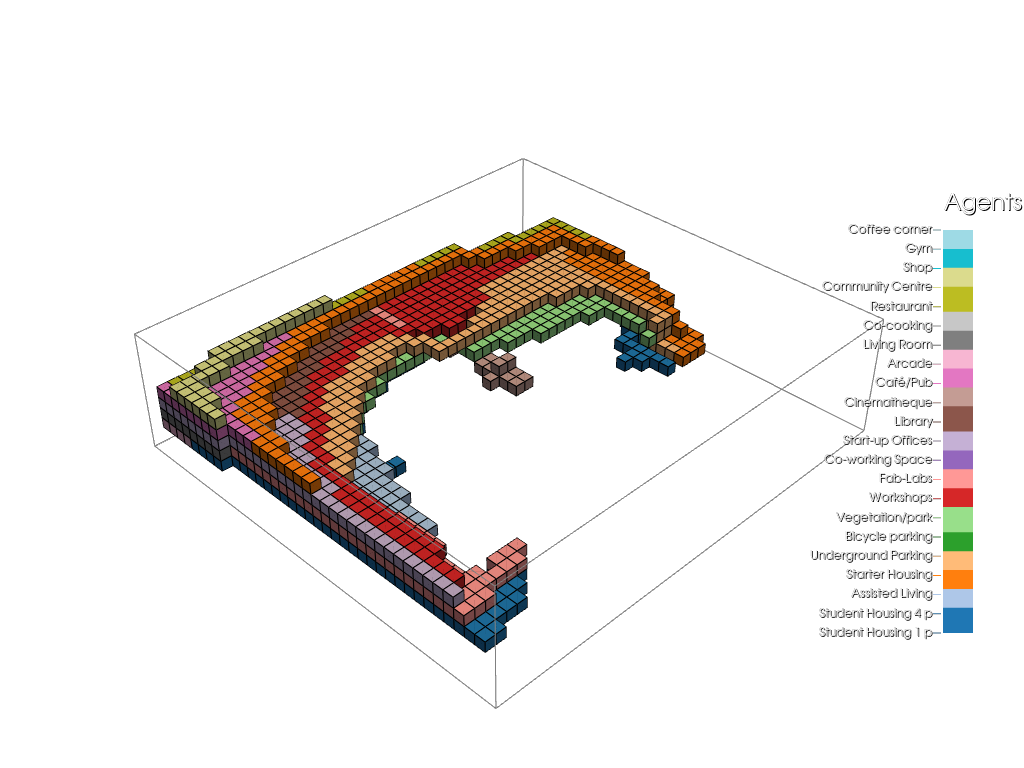 Agents
Coffee corner
Gym
Shop
Community Centre
Restaurant
Co-cooking
Living Room
Arcade
Café/Pub
Cinematheque
Library
Start-up Offices
Co-working Space
Fab-Labs
Workshops
Vegetation/park
Bicycle parking
Underground Parking
Starter Housing
Assisted Living
Student Housing 4 p
Student Housing 1 p